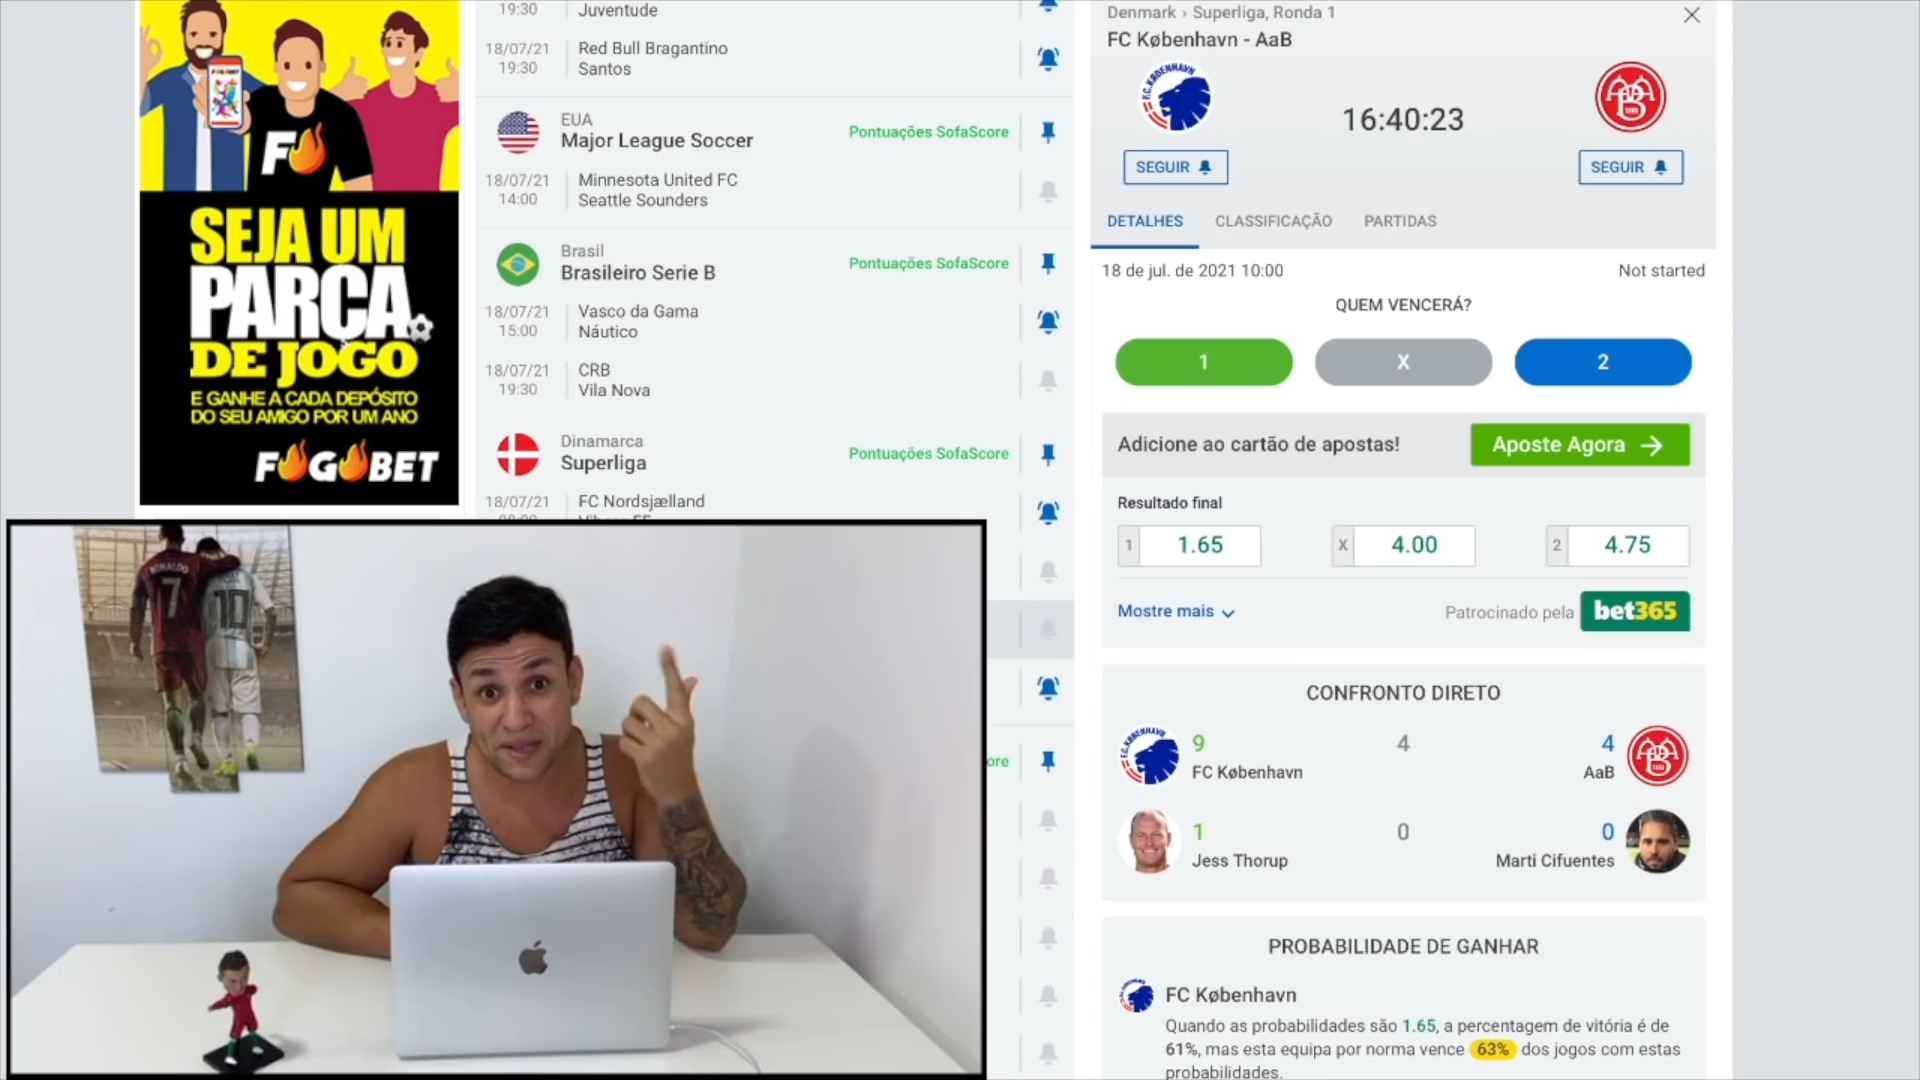 FO
SEJA UM
PARÇA
DE JOGO
E GANHE A CADA DEPÓSITO
DO SEU AMIGO POR UM ANO
FOGOBET
19:30
Juventude
18/07/21
Red Bull Bragantino
19:30
Santos
EUA
Major League Soccer
Pontuações SofaScore
18/07/21
Minnesota United FC
14:00
Seattle Sounders
Brasil
Brasileiro Serie B
Pontuações SofaScore
18/07/21
Vasco da Gama
15:00
Náutico
18/07/21
CRB
19:30
Vila Nova
Dinamarca
Superliga
Pontuações SofaScore
18/07/21
FC Nordsjælland
ore
RONALDO
7
10
Denmark › Superliga, Ronda 1
FC København - AaB
16:40:23
SEGUIR
SEGUIR
DETALHES
CLASSIFICAÇÃO
PARTIDAS
18 de jul. de 2021 10:00
Not started
QUEM VENCERÁ?
1
X
2
Adicione ao cartão de apostas!
Aposte Agora →
Resultado final
1
1.65
X
4.00
2
4.75
Mostre mais
Patrocinado pela
bet365
CONFRONTO DIRETO
9
4
4
FC København
AaB
1
0
0
Jess Thorup
Marti Cifuentes
PROBABILIDADE DE GANHAR
FC København
Quando as probabilidades são 1.65, a percentagem de vitória é de
61%, mas esta equipa por norma vence 63% dos jogos com estas
probabilidades.